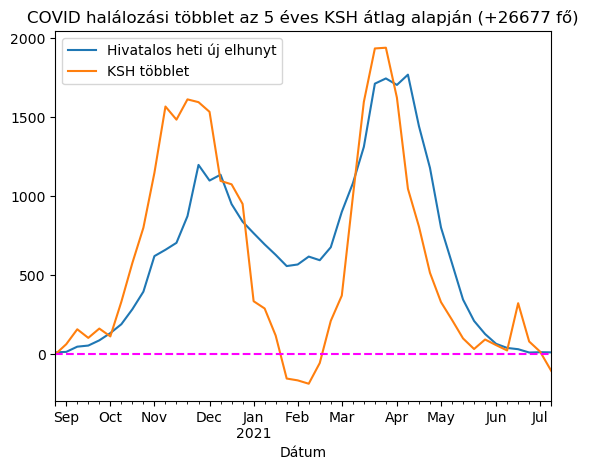 COVID halálozási többlet az 5 éves KSH átlag alapján (+26677 fő)
Hivatalos heti új elhunyt
KSH többlet
2000
1500
1000
500
0
Sep Oct Nov Dec Jan Feb Mar Apr May Jun Jul
2021
Dátum